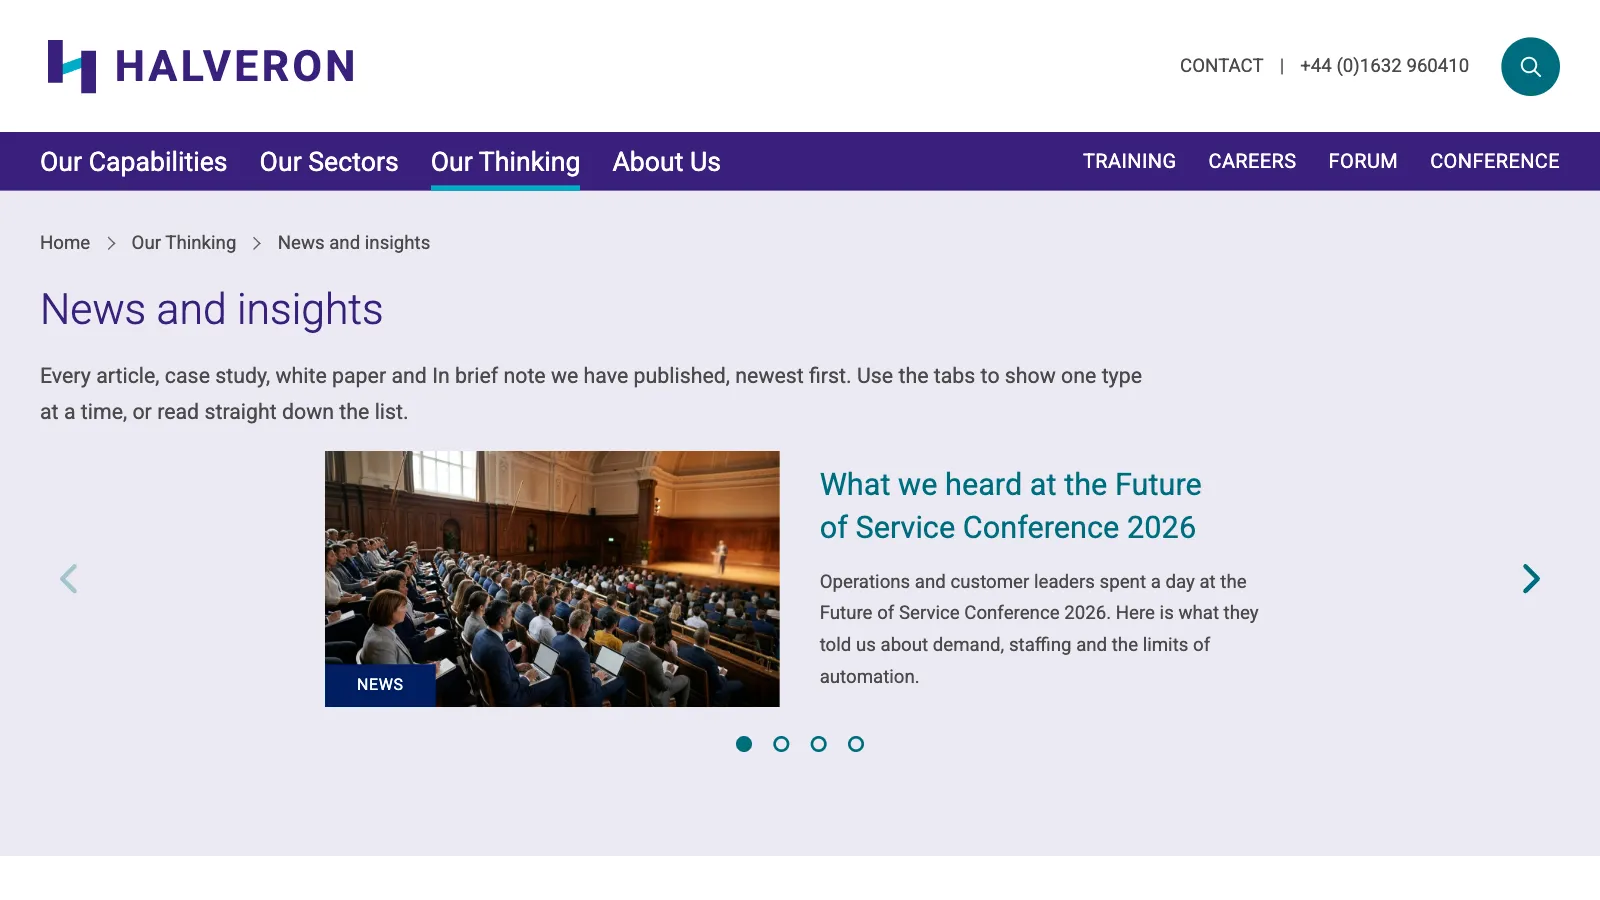 HALVERON
CONTACT | +44 (0)1632 960410
Our Capabilities Our Sectors Our Thinking About Us
TRAINING CAREERS FORUM CONFERENCE
Home > Our Thinking > News and insights
News and insights
Every article, case study, white paper and In brief note we have published, newest first. Use the tabs to show one type
at a time, or read straight down the list.
NEWS
What we heard at the Future
of Service Conference 2026
Operations and customer leaders spent a day at the
Future of Service Conference 2026. Here is what they
told us about demand, staffing and the limits of
automation.